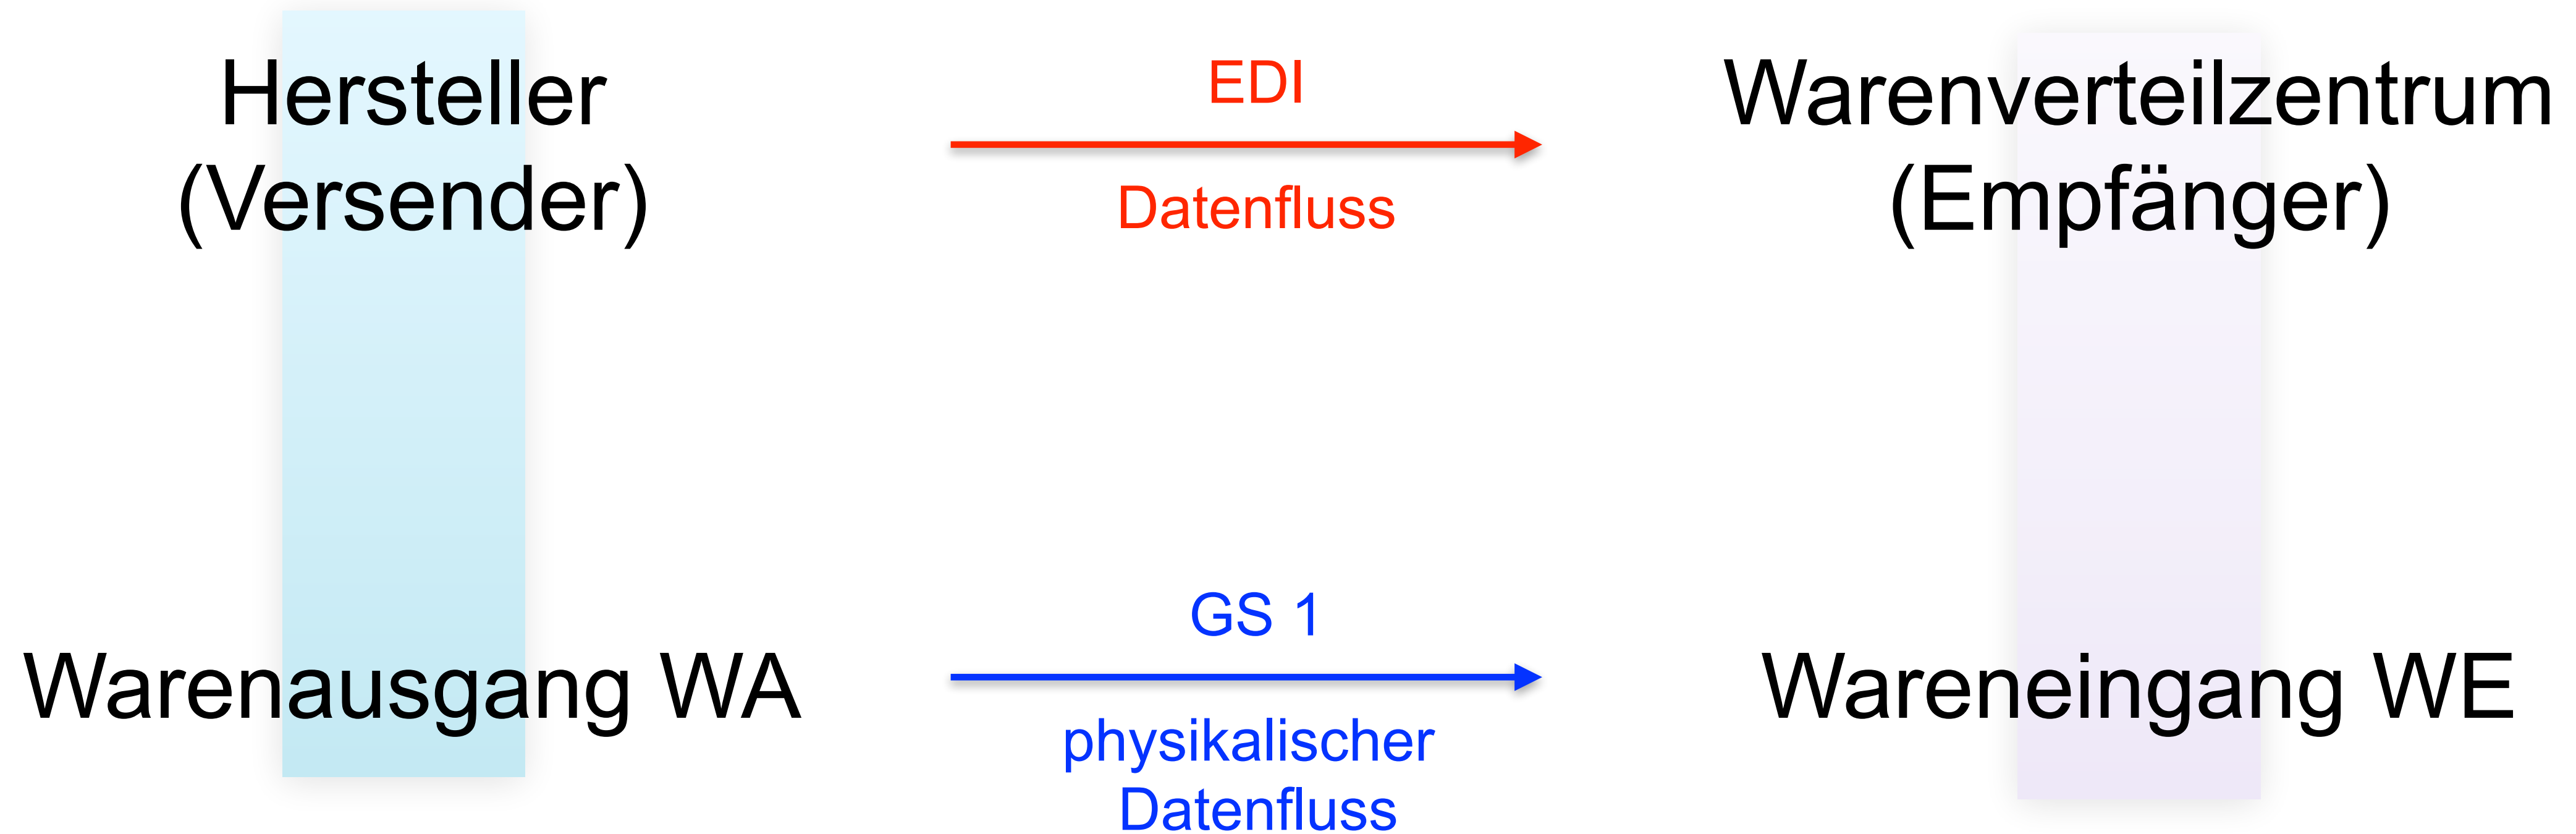 Hersteller
(Versender)
EDI
Datenfluss
Warenverteilzentrum
(Empfänger)
Warenausgang WA
GS 1
physikalischer
Datenfluss
Wareneingang WE